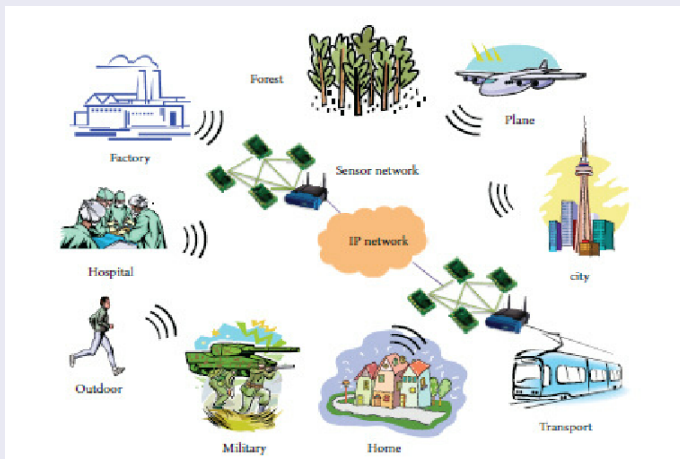 Forest
Plane
Factory
Sensor network
IP network
Hospital
city
Outdoor
Military
Home
Transport